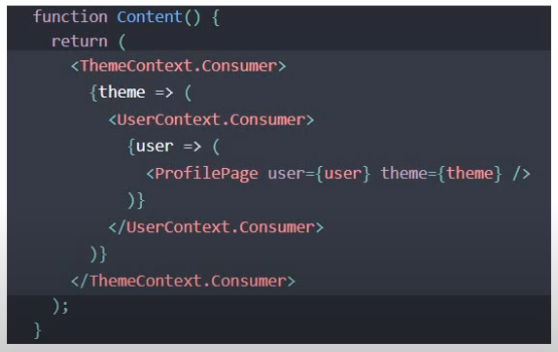 function Content() {
  return (
    <ThemeContext.Consumer>
      {theme => (
        <UserContext.Consumer>
          {user => (
            <ProfilePage user={user} theme={theme} />
          )}
        </UserContext.Consumer>
      )}
    </ThemeContext.Consumer>
  );
}